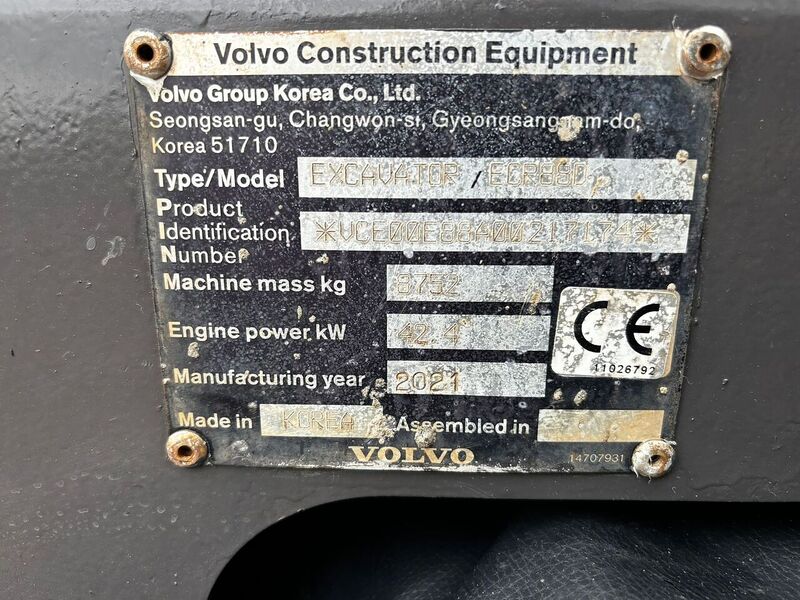 Volvo Construction Equipment
Volvo Group Korea Co., Ltd.
Seongsan-gu, Changwon-si, Gyeongsangnam-do,
Korea 51710
Type/Model EXCAVATOR / ECR88D
Product
Identification *VCE00E88A00217174*
Number
Machine mass kg 8752
Engine power kW 42.4
Manufacturing year 2021
CE
11026792
Made in KOREA Assembled in
VOLVO
14707931